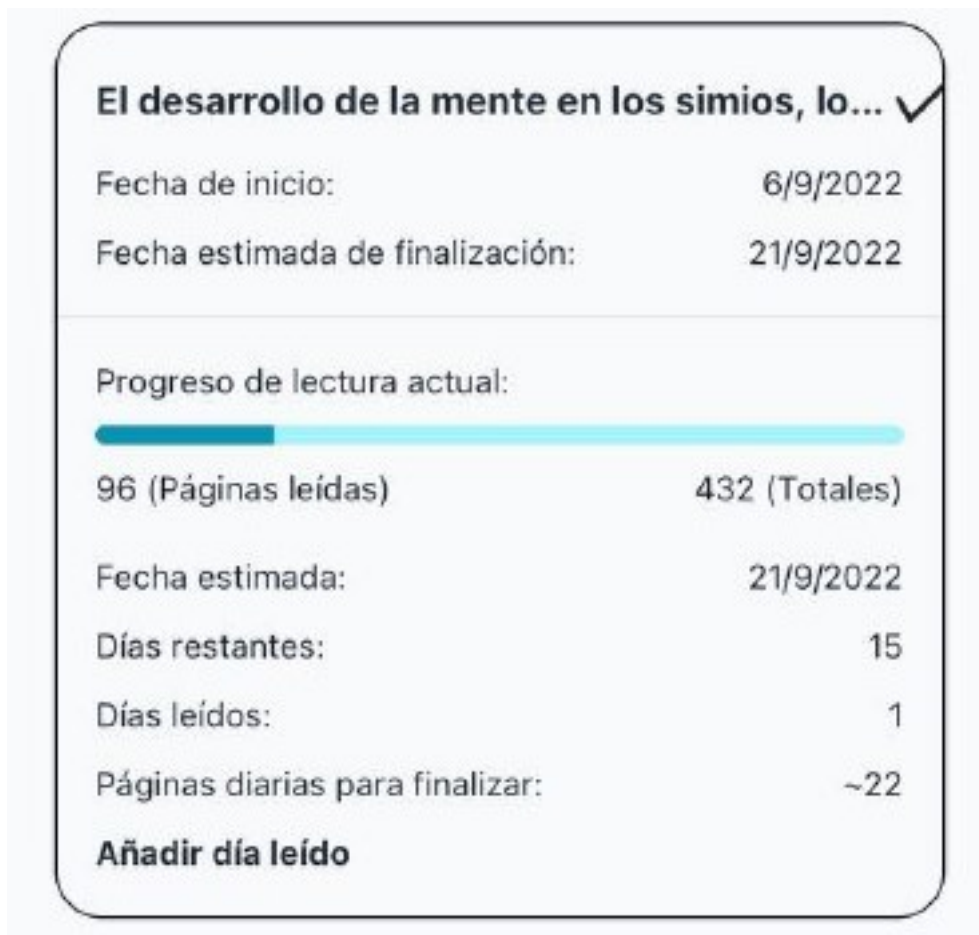 El desarrollo de la mente en los simios, lo...
Fecha de inicio: 6/9/2022
Fecha estimada de finalización: 21/9/2022
Progreso de lectura actual:
96 (Páginas leídas) 432 (Totales)
Fecha estimada: 21/9/2022
Días restantes: 15
Días leídos: 1
Páginas diarias para finalizar: ~22
Añadir día leído